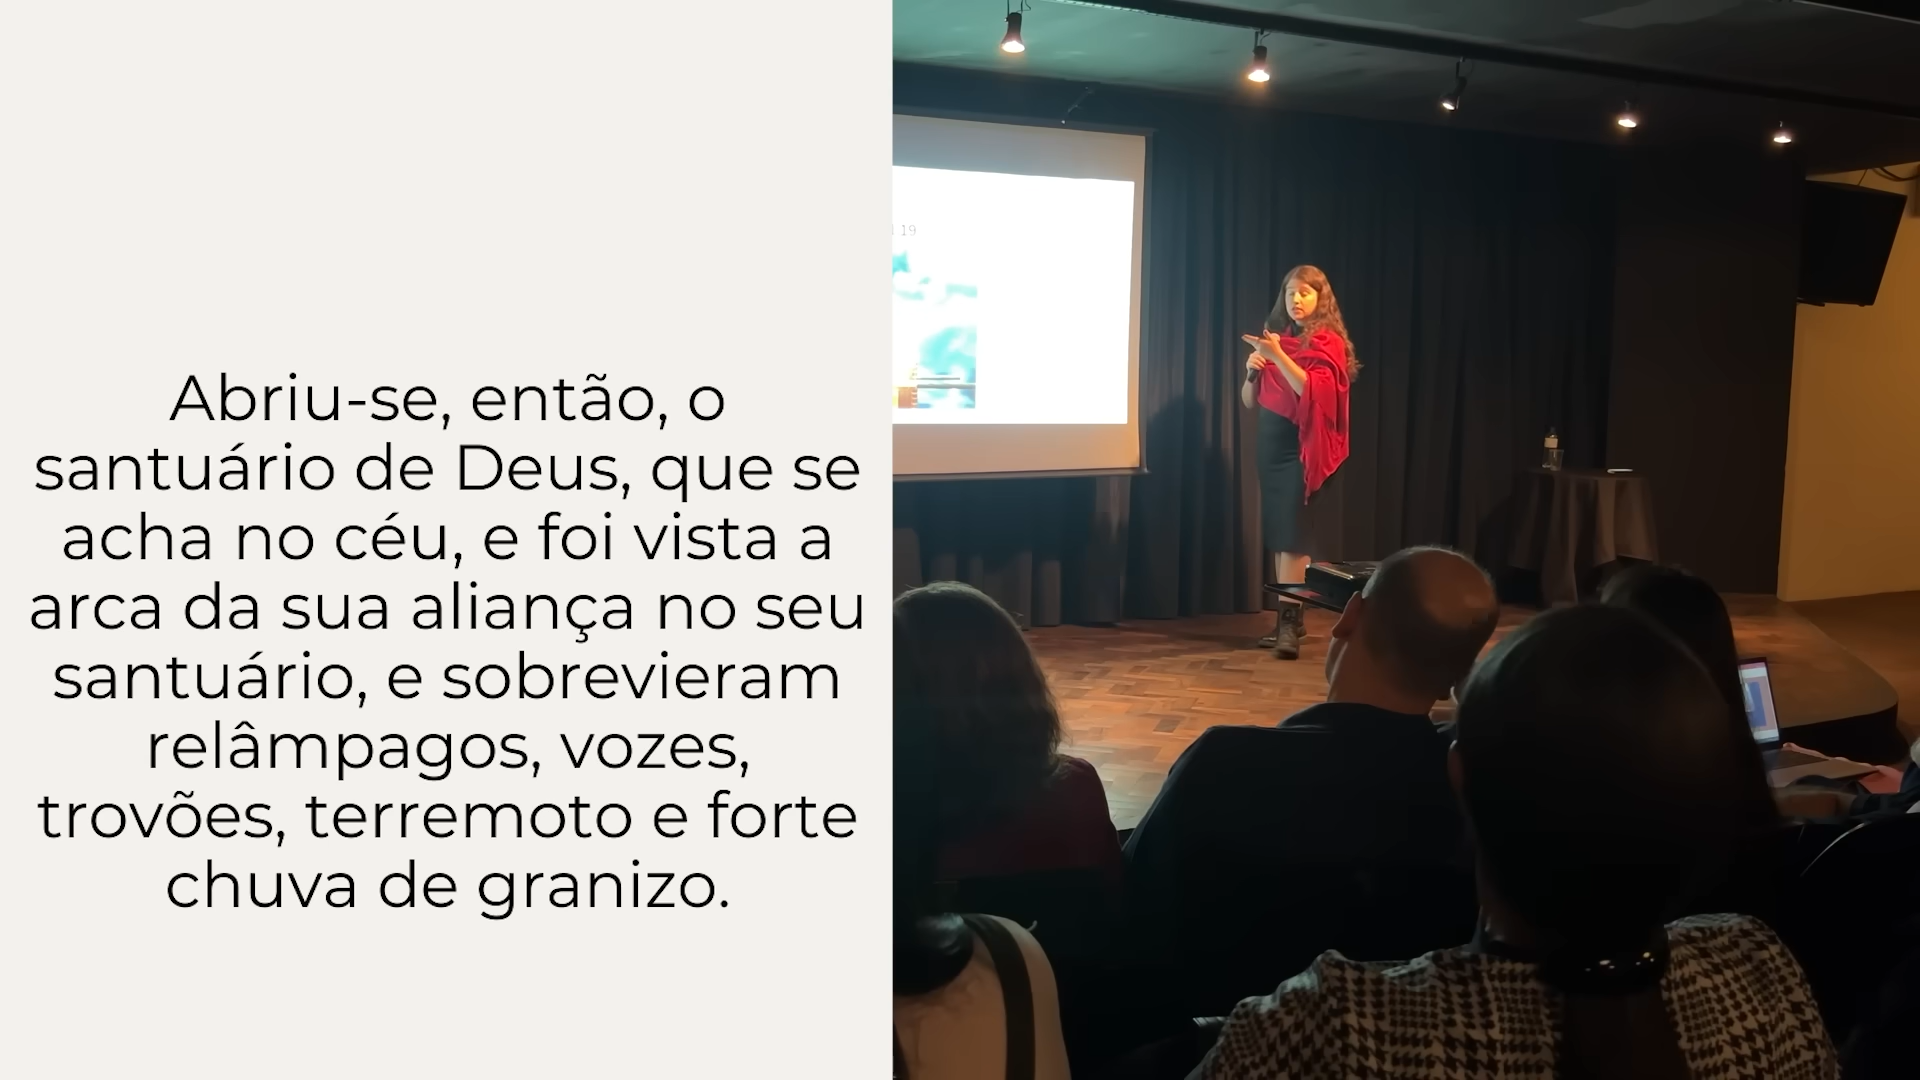 Abriu-se, então, o
santuário de Deus, que se
acha no céu, e foi vista a
arca da sua aliança no seu
santuário, e sobrevieram
relâmpagos, vozes,
trovões, terremoto e forte
chuva de granizo.
19